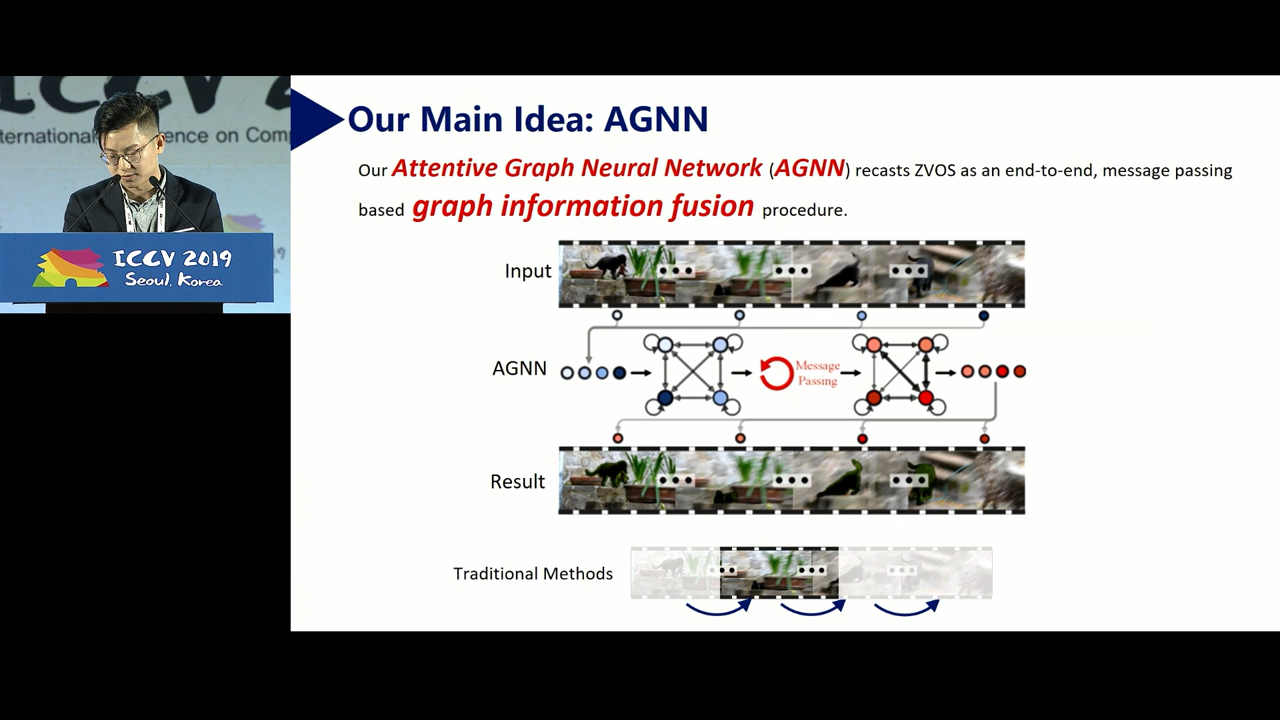 ICCV 2019
International Conference on Comp
ICCV 2019
Seoul, Korea
Our Main Idea: AGNN
Our Attentive Graph Neural Network (AGNN) recasts ZVOS as an end-to-end, message passing
based graph information fusion procedure.
Input
AGNN
Message
Passing
Result
Traditional Methods